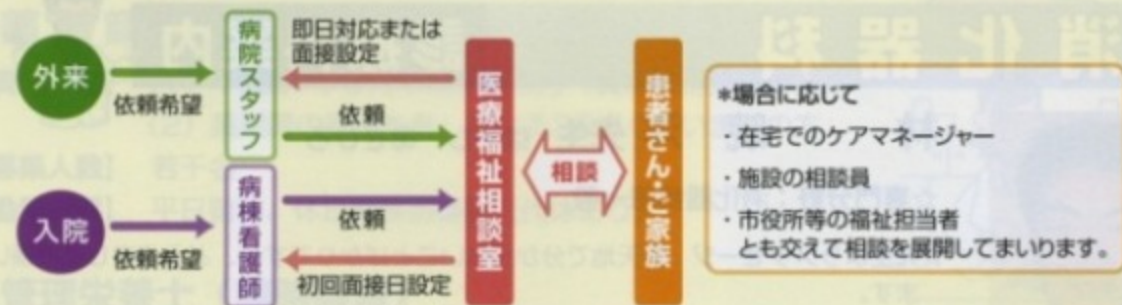 外来
依頼希望
病院スタッフ
即日対応または
面接設定
依頼
入院
依頼希望
病棟看護師
依頼
初回面接日設定
医療福祉相談室
相談
患者さん・ご家族
*場合に応じて
・在宅でのケアマネージャー
・施設の相談員
・市役所等の福祉担当者
とも交えて相談を展開してまいります。
消化器科
内